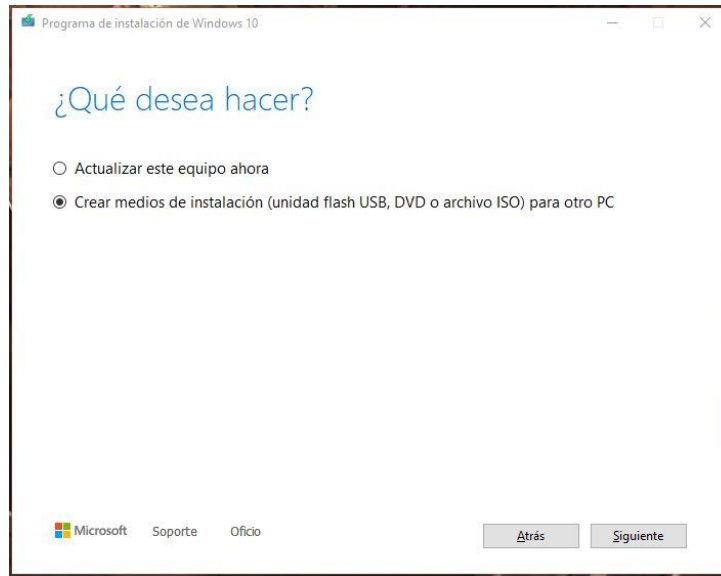 Programa de instalación de Windows 10
¿Qué desea hacer?
Actualizar este equipo ahora
Crear medios de instalación (unidad flash USB, DVD o archivo ISO) para otro PC
Microsoft Soporte Oficio Atrás Siguiente